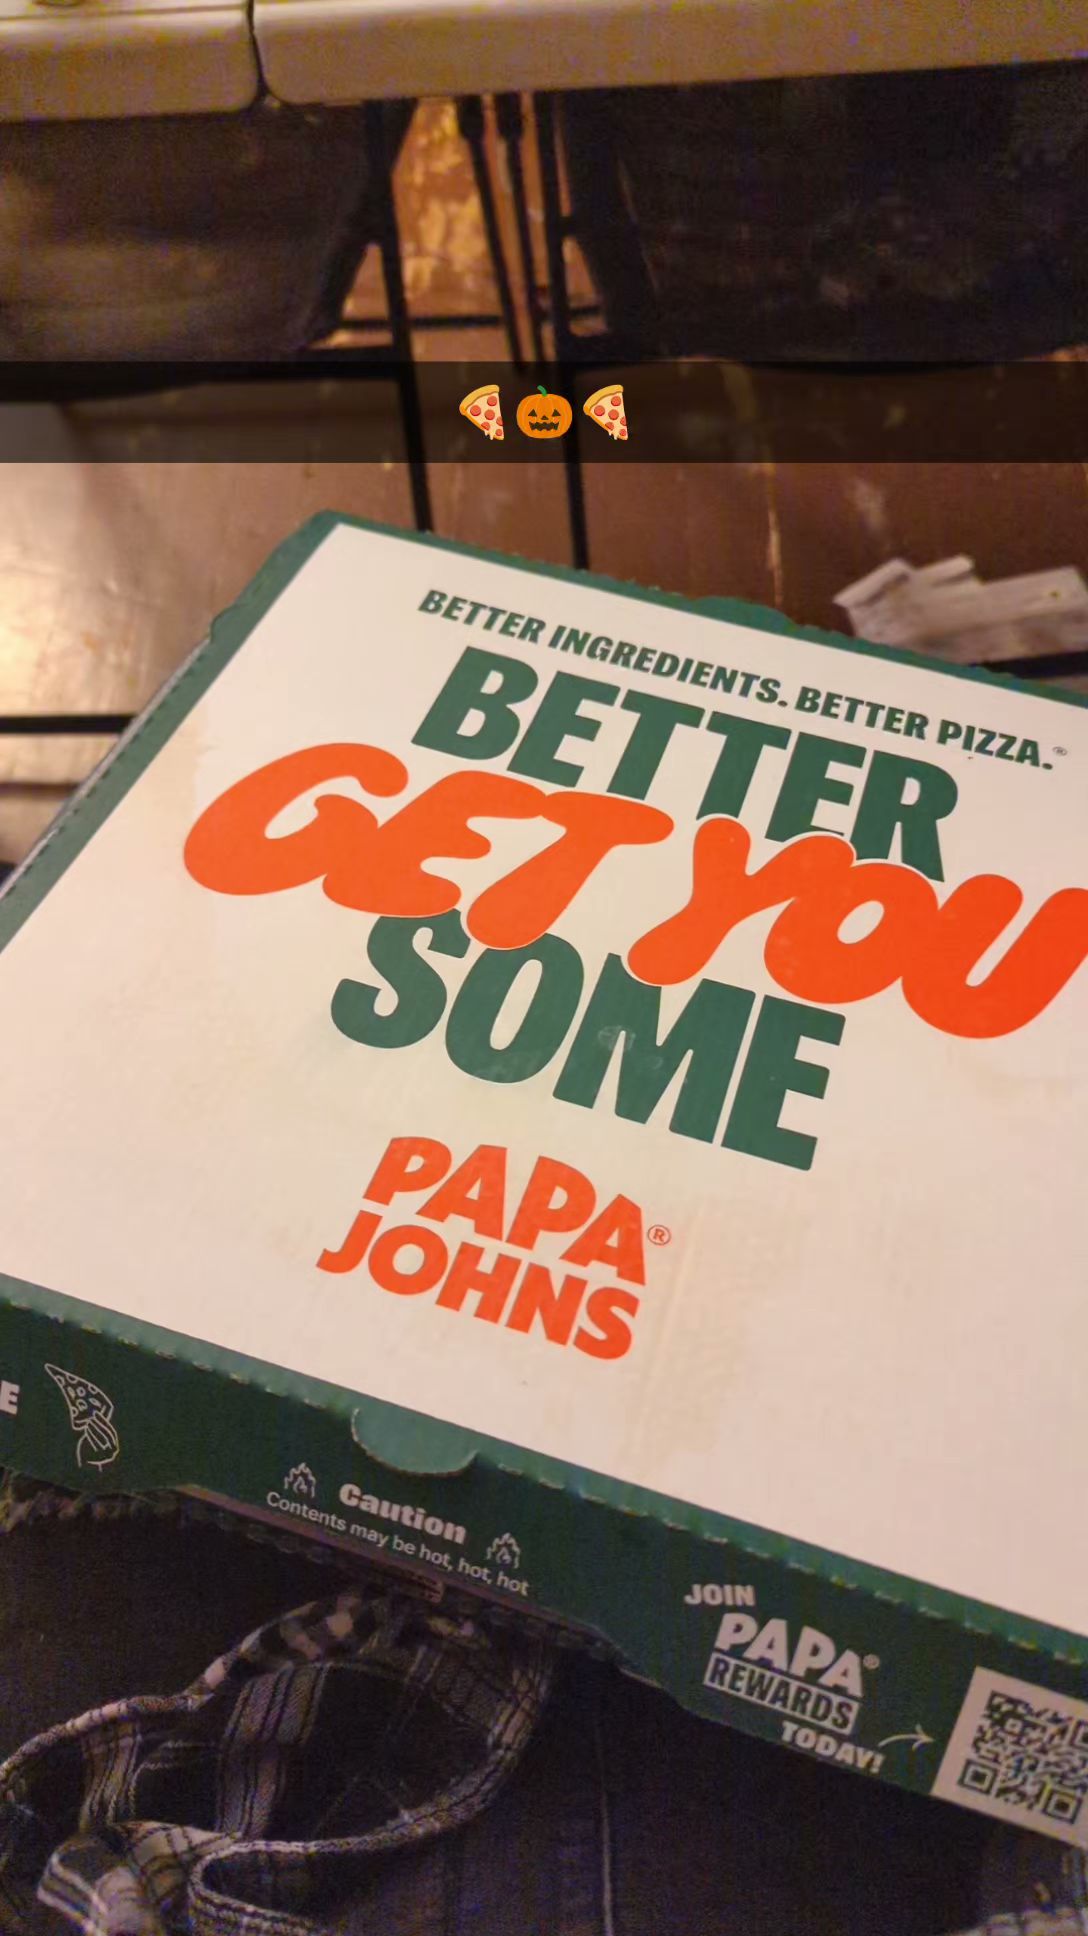 🍕🎃🍕
BETTER INGREDIENTS. BETTER PIZZA.®
BETTER
GET YOU
SOME
PAPA®
JOHNS
E
Caution
Contents may be hot, hot, hot
JOIN
PAPA®
REWARDS
TODAY!